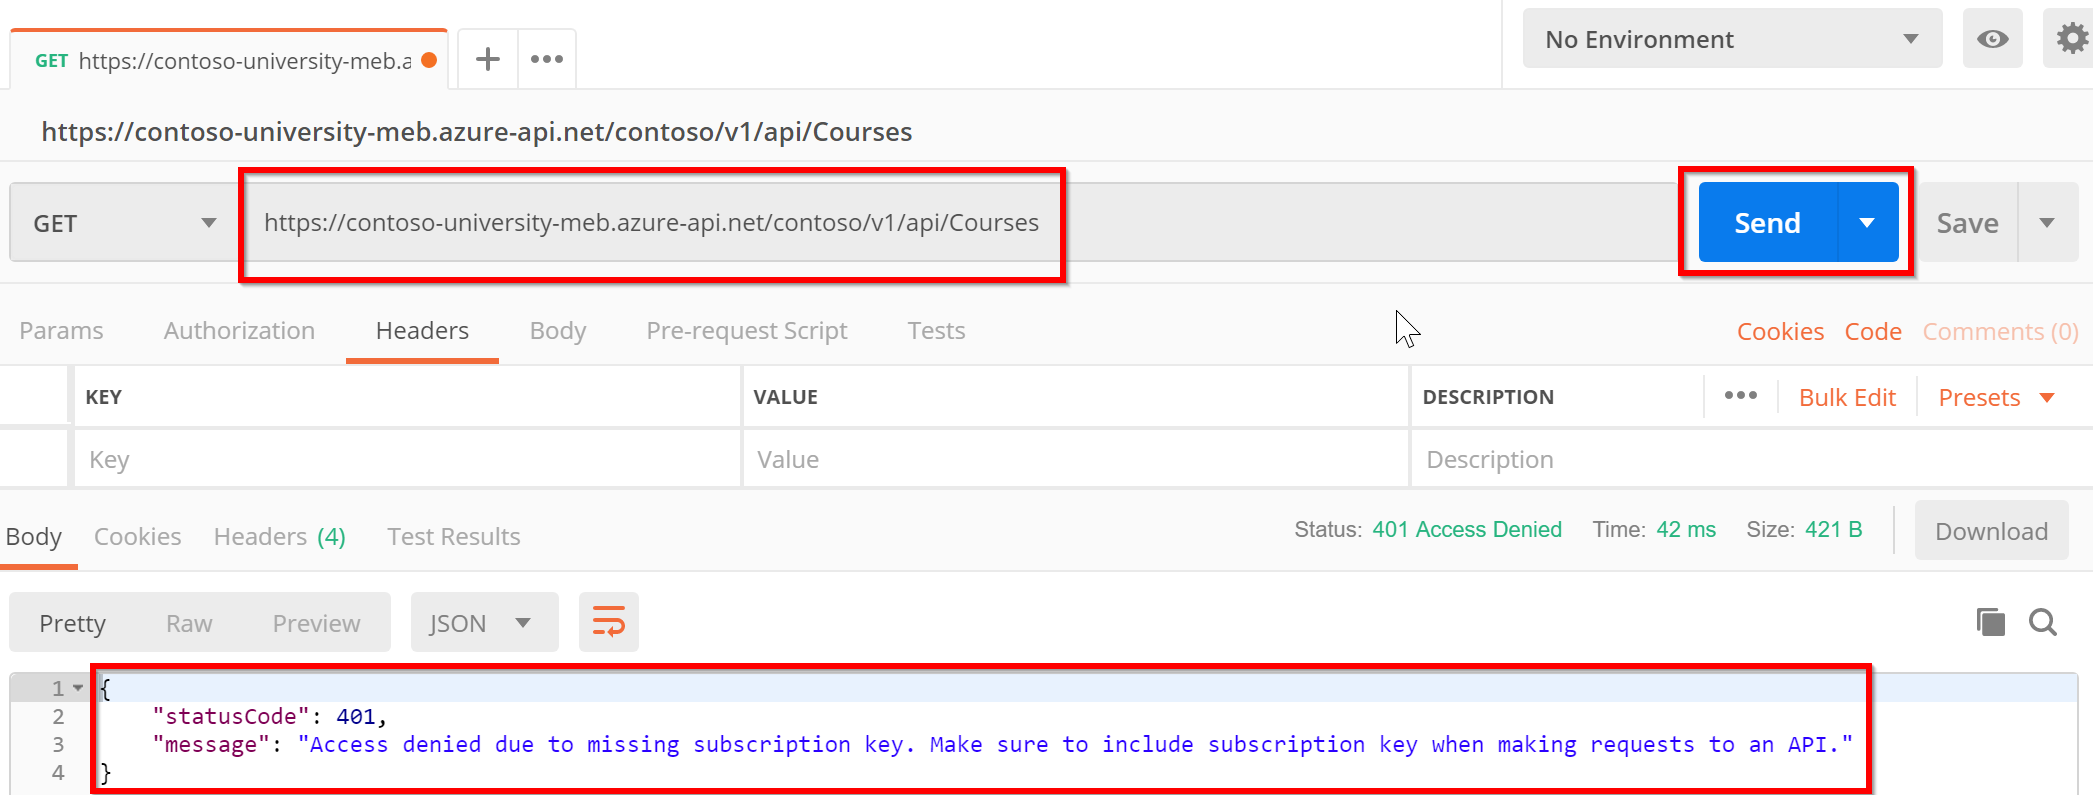 GET https://contoso-university-meb.a
No Environment
https://contoso-university-meb.azure-api.net/contoso/v1/api/Courses
GET https://contoso-university-meb.azure-api.net/contoso/v1/api/Courses Send Save
Params Authorization Headers Body Pre-request Script Tests Cookies Code Comments (0)
KEY VALUE DESCRIPTION Bulk Edit Presets
Key Value Description
Body Cookies Headers (4) Test Results Status: 401 Access Denied Time: 42 ms Size: 421 B Download
Pretty Raw Preview JSON
1 {
2 "statusCode": 401,
3 "message": "Access denied due to missing subscription key. Make sure to include subscription key when making requests to an API."
4 }